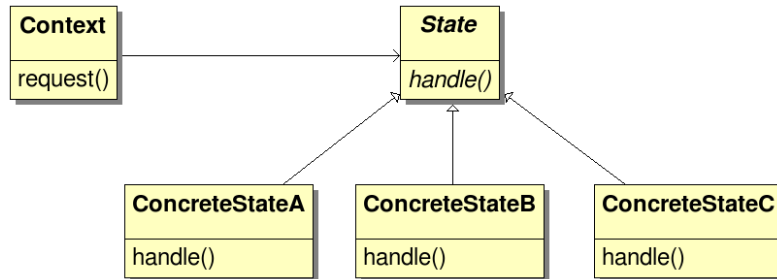 Context
request()
State
handle()
ConcreteStateA
handle()
ConcreteStateB
handle()
ConcreteStateC
handle()